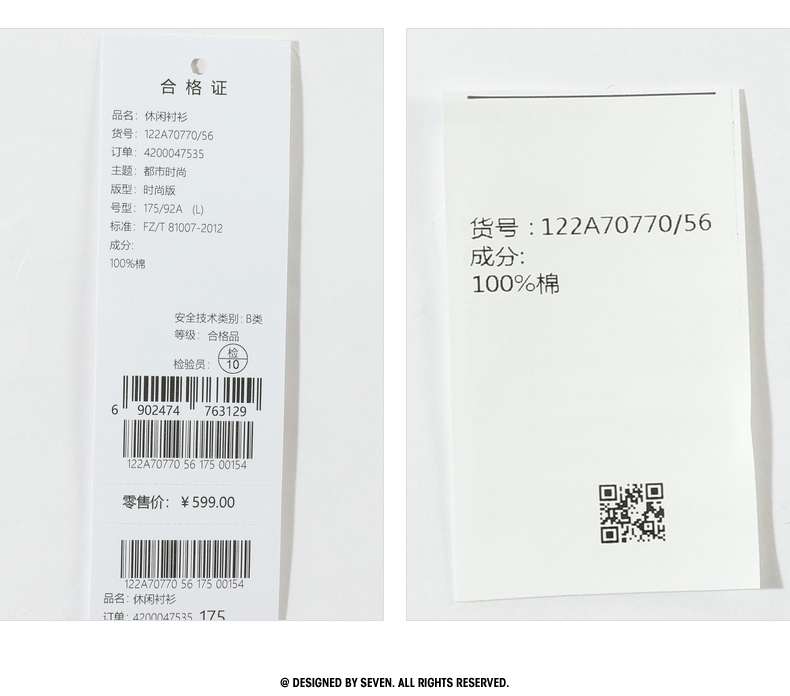 合格证
品名：休闲衬衫
货号：122A70770/56
订单：4200047535
主题：都市时尚
版型：时尚版
号型：175/92A (L)
标准：FZ/T 81007-2012
成分：
100%棉
安全技术类别：B类
等级：合格品
检验员：检10
6 902474 763129
122A70770 56 175 00154
零售价：￥599.00
122A70770 56 175 00154
品名：休闲衬衫
订单：4200047535 175
货号：122A70770/56
成分：
100%棉
@ DESIGNED BY SEVEN. ALL RIGHTS RESERVED.